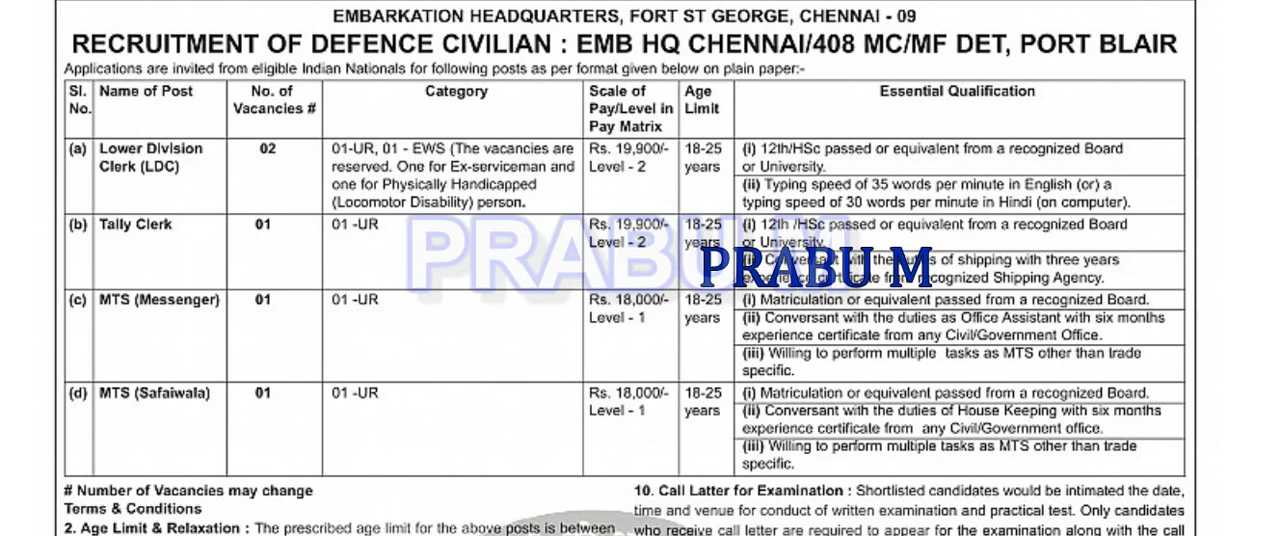 EMBARKATION HEADQUARTERS, FORT ST GEORGE, CHENNAI - 09
RECRUITMENT OF DEFENCE CIVILIAN : EMB HQ CHENNAI/408 MC/MF DET, PORT BLAIR
Applications are invited from eligible Indian Nationals for following posts as per format given below on plain paper:-
Sl. No. Name of Post No. of Vacancies # Category Scale of Pay/Level in Pay Matrix Age Limit Essential Qualification
(a) Lower Division Clerk (LDC)
02
01-UR, 01 - EWS (The vacancies are
reserved. One for Ex-serviceman and
one for Physically Handicapped
(Locomotor Disability) person.
Rs. 19,900/-
Level - 2
18-25
years
(i) 12th/HSc passed or equivalent from a recognized Board
or University.
(ii) Typing speed of 35 words per minute in English (or) a
typing speed of 30 words per minute in Hindi (on computer).
(b) Tally Clerk
01
01 -UR
Rs. 19,900/-
Level - 2
18-25
years
(i) 12th /HSc passed or equivalent from a recognized Board
or University.
(ii) Conversant with the duties of shipping with three years
experience certificate from recognized Shipping Agency.
PRABU M
PRABU M
(c) MTS (Messenger)
01
01 -UR
Rs. 18,000/-
Level - 1
18-25
years
(i) Matriculation or equivalent passed from a recognized Board.
(ii) Conversant with the duties as Office Assistant with six months
experience certificate from any Civil/Government Office.
(iii) Willing to perform multiple tasks as MTS other than trade
specific.
(d) MTS (Safaiwala)
01
01 -UR
Rs. 18,000/-
Level - 1
18-25
years
(i) Matriculation or equivalent passed from a recognized Board.
(ii) Conversant with the duties of House Keeping with six months
experience certificate from any Civil/Government office.
(iii) Willing to perform multiple tasks as MTS other than trade
specific.
# Number of Vacancies may change
Terms & Conditions
2. Age Limit & Relaxation : The prescribed age limit for the above posts is between
10. Call Latter for Examination : Shortlisted candidates would be intimated the date,
time and venue for conduct of written examination and practical test. Only candidates
who receive call letter are required to appear for the examination along with the call